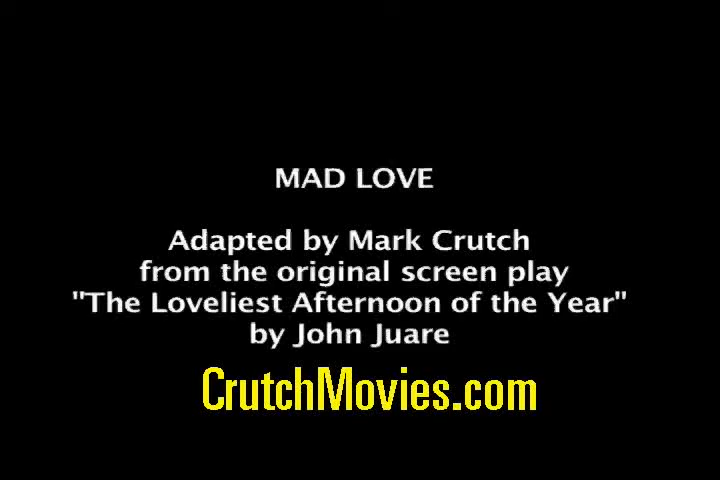 MAD LOVE
Adapted by Mark Crutch
from the original screen play
"The Loveliest Afternoon of the Year"
by John Juare
CrutchMovies.com